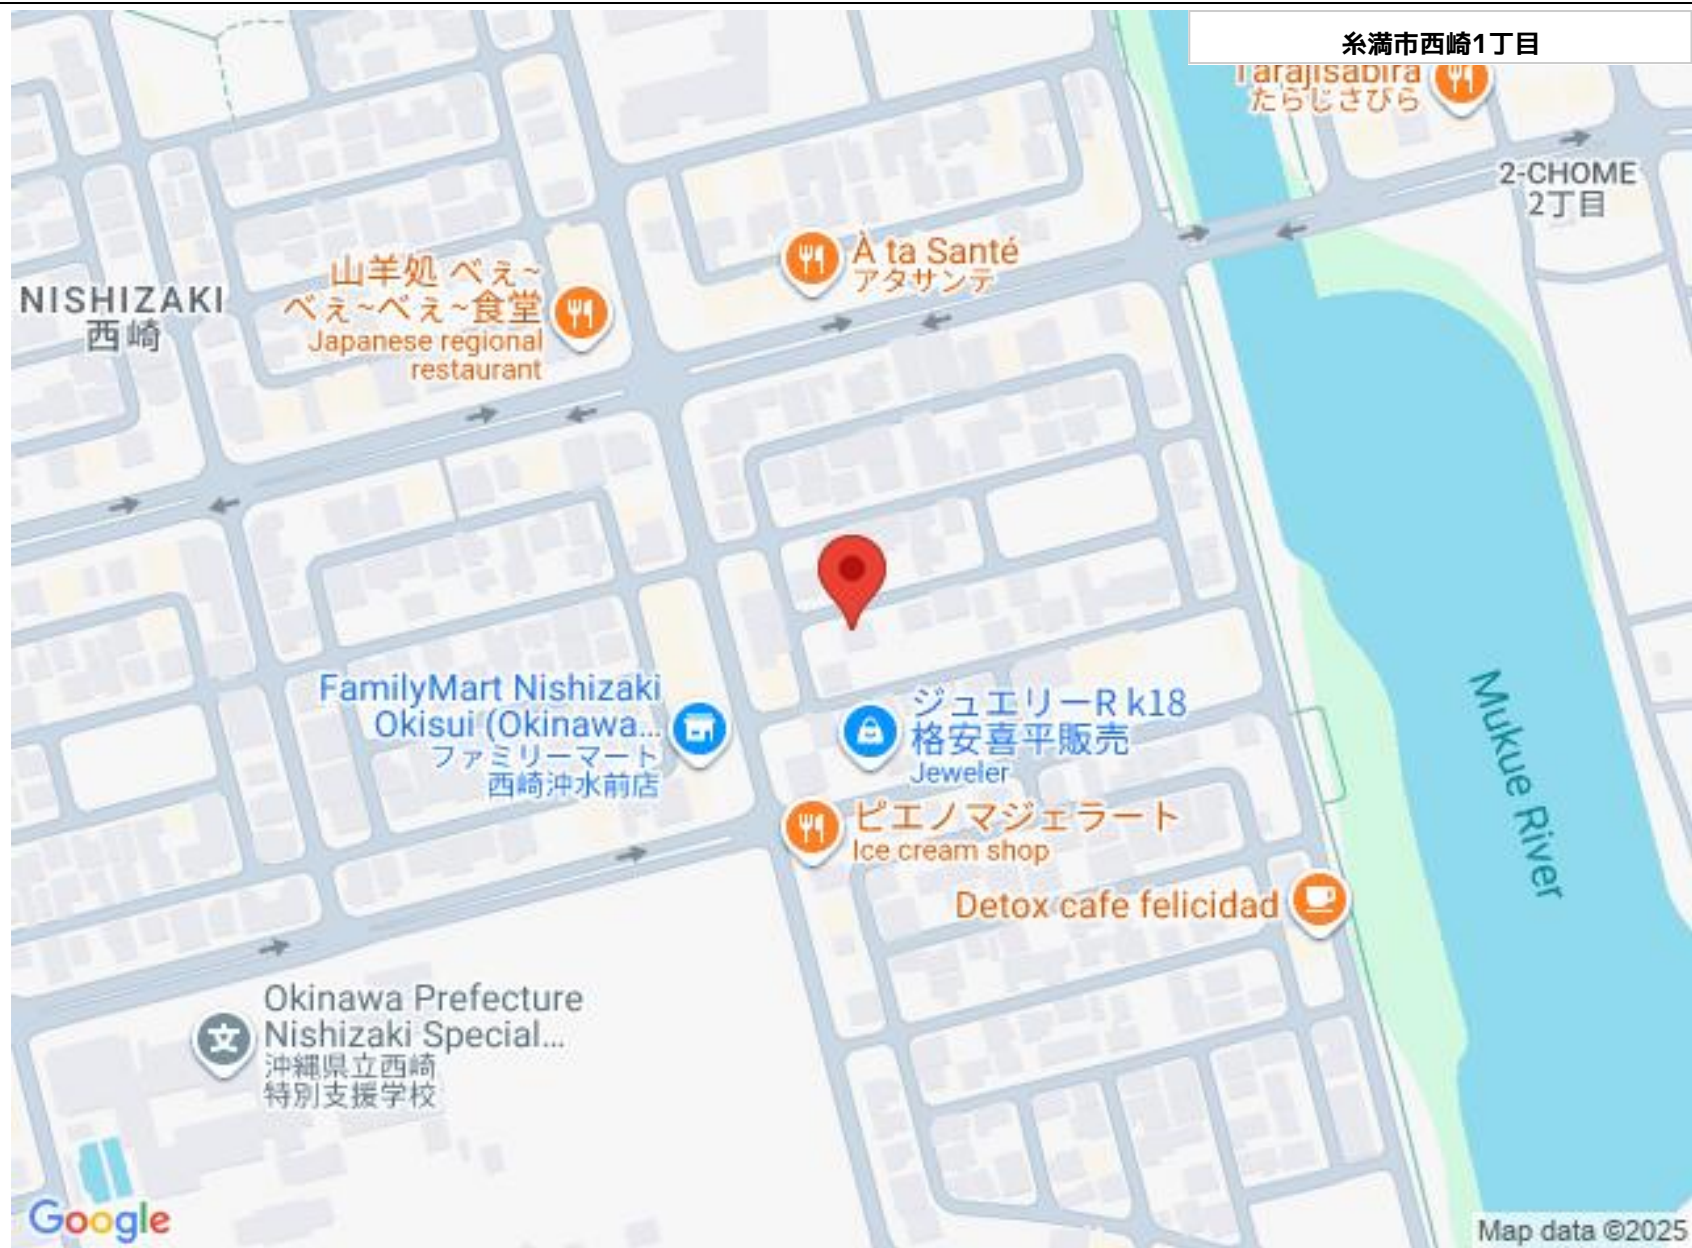 糸満市西崎1丁目
Tarajisabira
たらじさびら
2-CHOME
2丁目
À ta Santé
アタサンテ
山羊処 べぇ~
べぇ~べぇ~食堂
Japanese regional
restaurant
NISHIZAKI
西崎
FamilyMart Nishizaki
Okisui (Okinawa...
ファミリーマート
西崎沖水前店
ジュエリーR k18
格安喜平販売
Jeweler
ピエノマジェラート
Ice cream shop
Detox cafe felicidad
Mukue River
Okinawa Prefecture
Nishizaki Special...
沖縄県立西崎
特別支援学校
Google
Map data ©2025